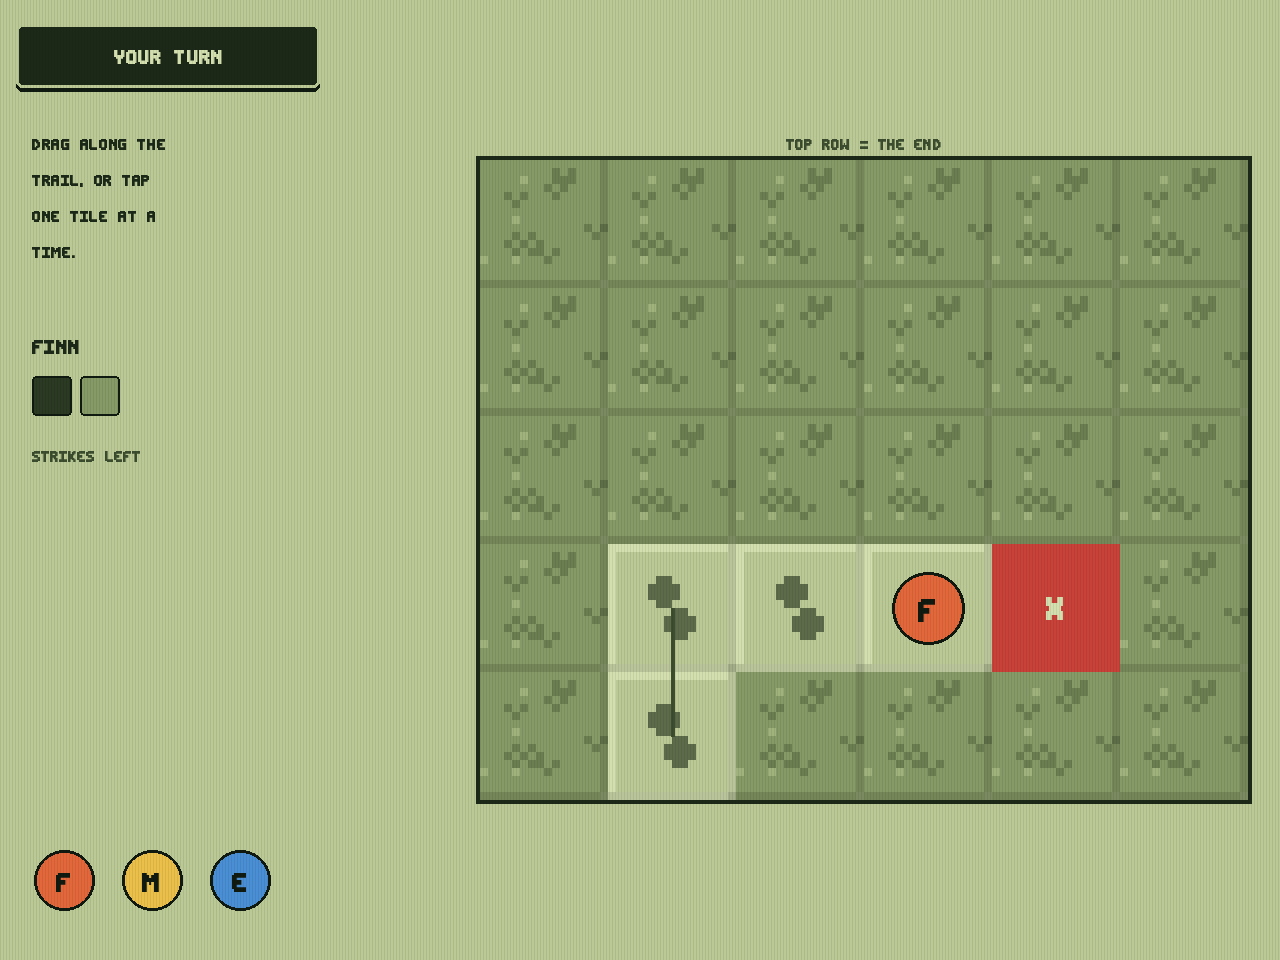 YOUR TURN
DRAG ALONG THE
TRAIL, OR TAP
ONE TILE AT A
TIME.
TOP ROW = THE END
FINN
STRIKES LEFT
F
X
F M E